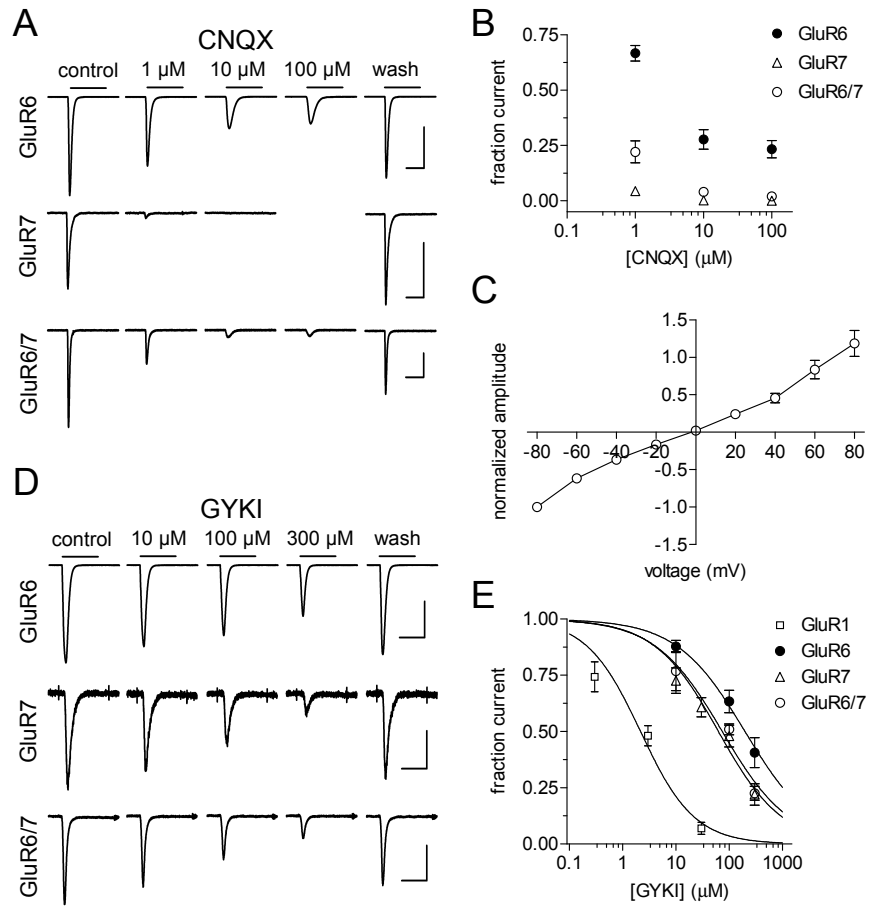 A
CNQX
control 1 µM 10 µM 100 µM wash
GluR6
GluR7
GluR6/7
B
GluR6
GluR7
GluR6/7
fraction current
0.75
0.50
0.25
0.00
0.1 1 10 100
[CNQX] (µM)
C
normalized amplitude
1.5
1.0
0.5
-80 -60 -40 -20 20 40 60 80
-0.5
-1.0
-1.5
voltage (mV)
D
GYKI
control 10 µM 100 µM 300 µM wash
GluR6
GluR7
GluR6/7
E
GluR1
GluR6
GluR7
GluR6/7
fraction current
1.00
0.75
0.50
0.25
0.00
0.1 1 10 100 1000
[GYKI] (µM)